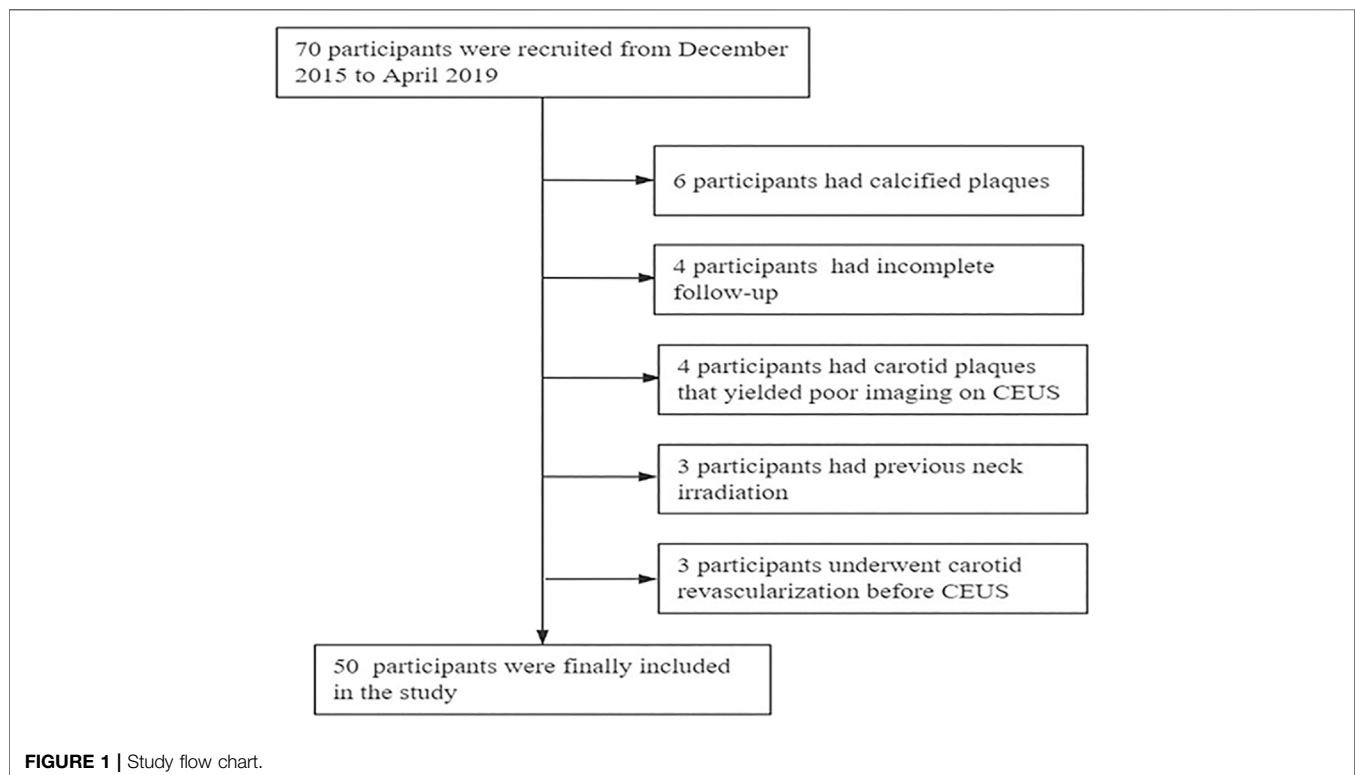 70 participants were recruited from December
2015 to April 2019
6 participants had calcified plaques
4 participants had incomplete
follow-up
4 participants had carotid plaques
that yielded poor imaging on CEUS
3 participants had previous neck
irradiation
3 participants underwent carotid
revascularization before CEUS
50 participants were finally included
in the study
FIGURE 1 | Study flow chart.